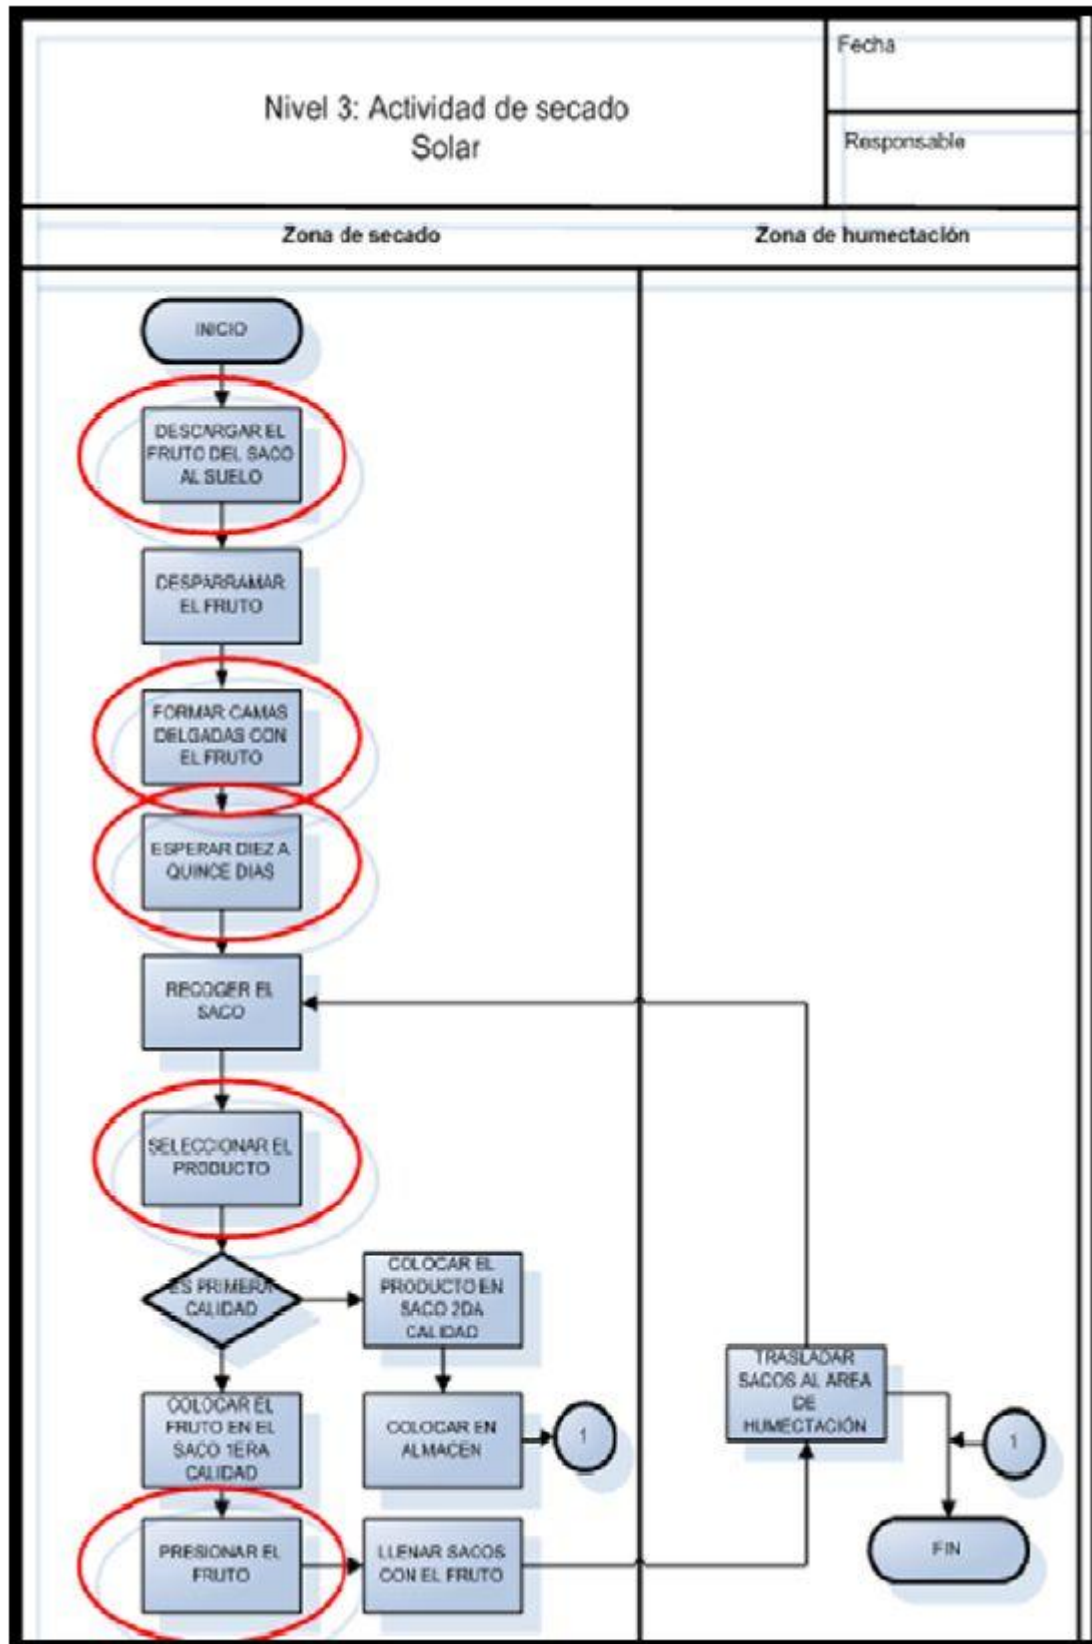 Nivel 3: Actividad de secado
Solar
Fecha
Responsable
Zona de secado
Zona de humectación
INICIO
DESCARGAR EL
FRUTO DEL SACO
AL SUELO
DESPARRAMAR
EL FRUTO
FORMAR CAMAS
DELGADAS CON
EL FRUTO
ESPERAR DIEZ A
QUINCE DIAS
RECOGER EL
SACO
SELECCIONAR EL
PRODUCTO
ES PRIMERA
CALIDAD
COLOCAR EL
PRODUCTO EN
SACO 2DA
CALIDAD
COLOCAR EL
FRUTO EN EL
SACO 1ERA
CALIDAD
COLOCAR EN
ALMACEN
1
TRASLADAR
SACOS AL AREA
DE
HUMECTACIÓN
1
PRESIONAR EL
FRUTO
LLENAR SACOS
CON EL FRUTO
FIN